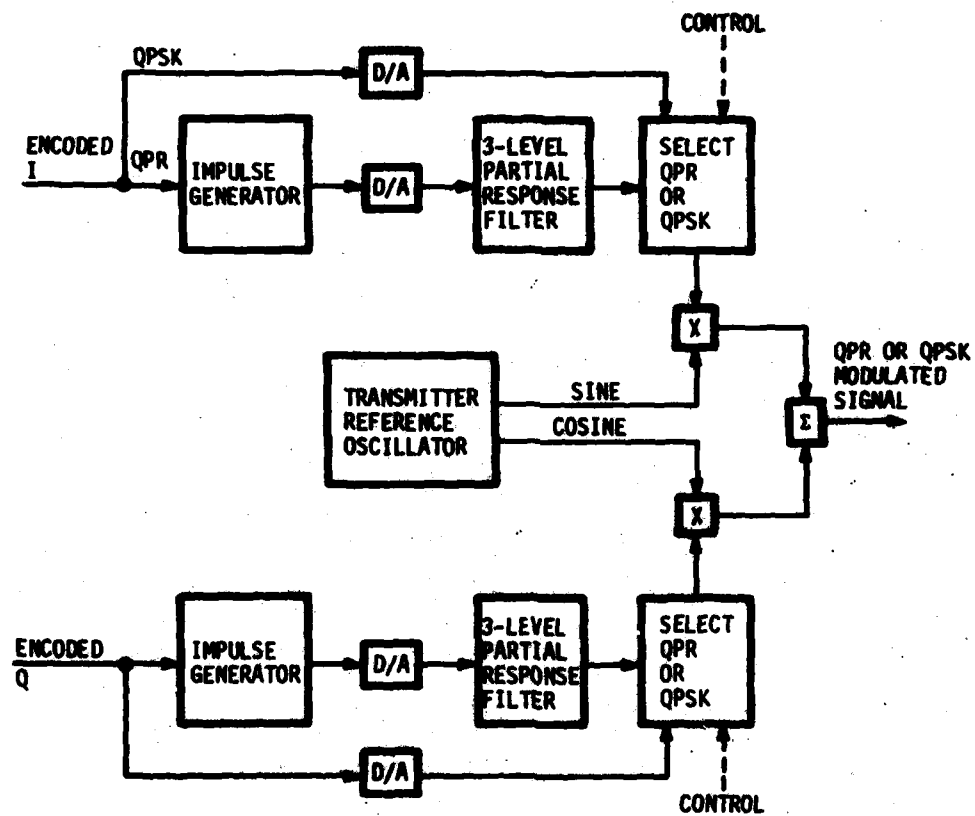 CONTROL
QPSK
D/A
ENCODED
I
QPR
IMPULSE
GENERATOR
D/A
3-LEVEL
PARTIAL
RESPONSE
FILTER
SELECT
QPR
OR
QPSK
X
TRANSMITTER
REFERENCE
OSCILLATOR
SINE
COSINE
QPR OR QPSK
MODULATED
SIGNAL
Σ
X
ENCODED
Q
IMPULSE
GENERATOR
D/A
3-LEVEL
PARTIAL
RESPONSE
FILTER
SELECT
QPR
OR
QPSK
D/A
CONTROL